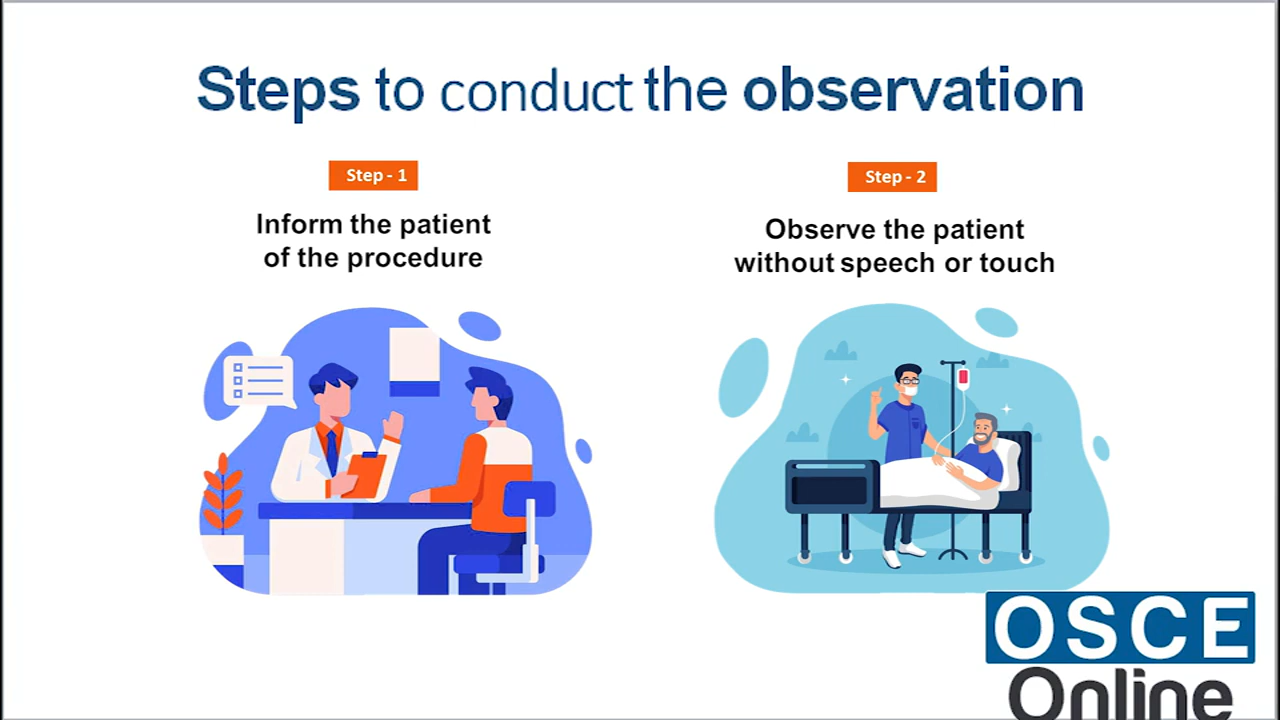 Steps to conduct the observation
Step - 1
Inform the patient
of the procedure
Step - 2
Observe the patient
without speech or touch
OSCE
Online